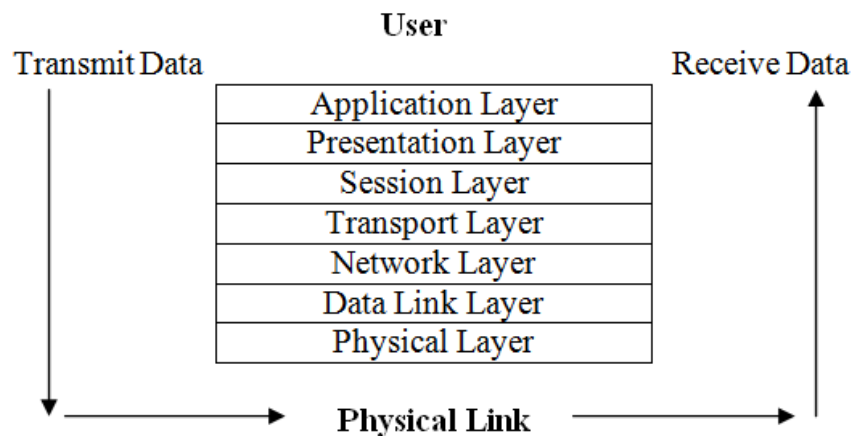 User
Transmit Data
Receive Data
Application Layer
Presentation Layer
Session Layer
Transport Layer
Network Layer
Data Link Layer
Physical Layer
Physical Link